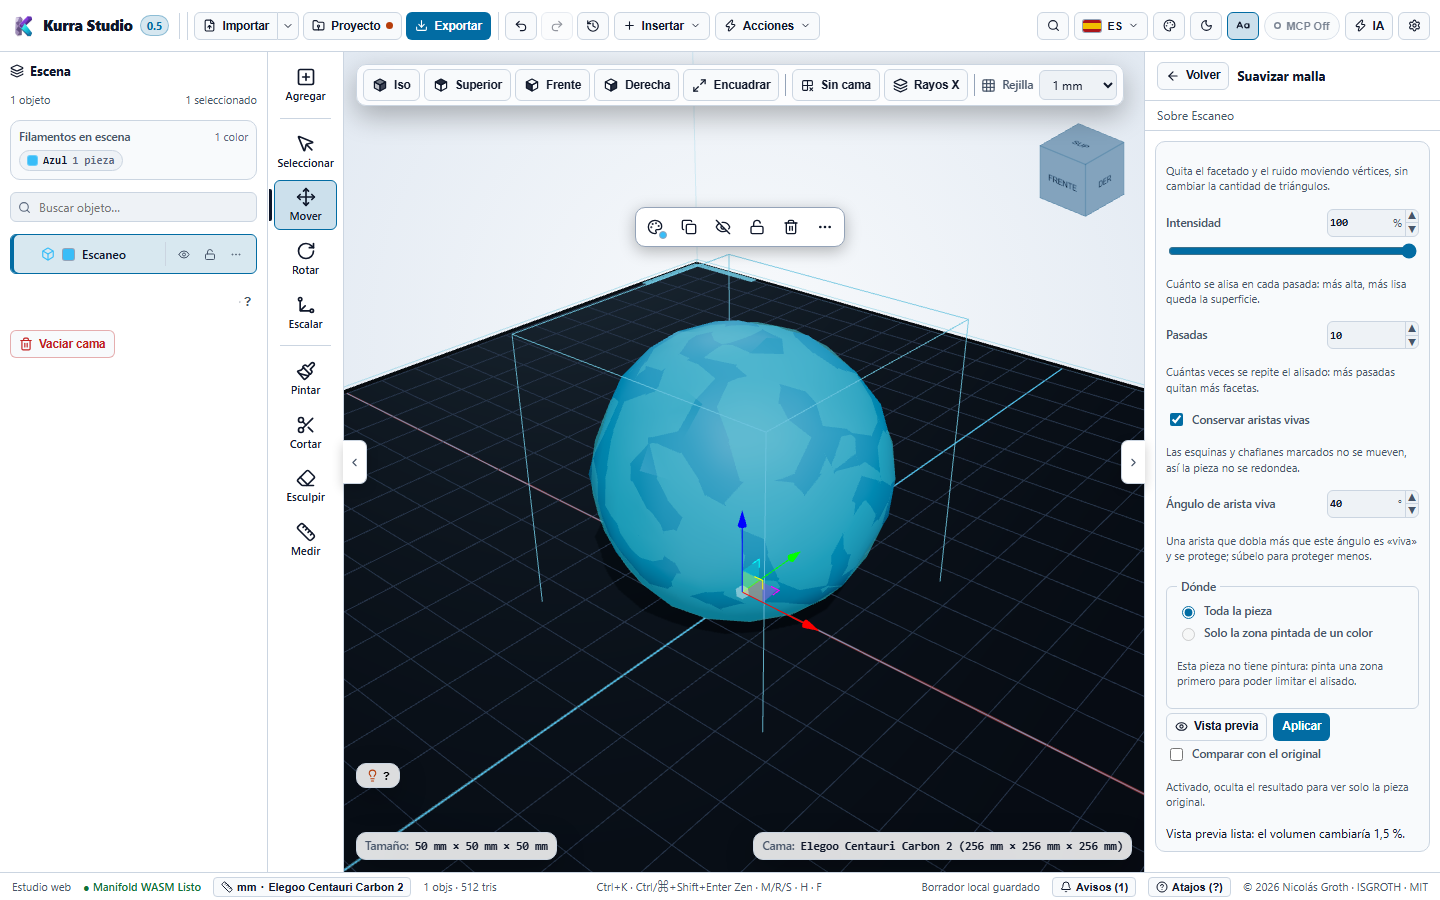 Kurra Studio 0.5 Importar Proyecto Exportar Insertar Acciones ES Aa MCP Off IA
Escena
1 objeto 1 seleccionado
Filamentos en escena 1 color
Azul 1 pieza
Buscar objeto...
Escaneo
· ?
Vaciar cama
Agregar
Seleccionar
Mover
Rotar
Escalar
Pintar
Cortar
Esculpir
Medir
Iso Superior Frente Derecha Encuadrar Sin cama Rayos X Rejilla 1 mm
SUP
FRENTE
DER
?
Tamaño: 50 mm × 50 mm × 50 mm
Cama: Elegoo Centauri Carbon 2 (256 mm × 256 mm × 256 mm)
Volver Suavizar malla
Sobre Escaneo
Quita el facetado y el ruido moviendo vértices, sin
cambiar la cantidad de triángulos.
Intensidad 100 %
Cuánto se alisa en cada pasada: más alta, más lisa
queda la superficie.
Pasadas 10
Cuántas veces se repite el alisado: más pasadas
quitan más facetas.
Conservar aristas vivas
Las esquinas y chaflanes marcados no se mueven,
así la pieza no se redondea.
Ángulo de arista viva 40 °
Una arista que dobla más que este ángulo es «viva»
y se protege; súbelo para proteger menos.
Dónde
Toda la pieza
Solo la zona pintada de un color
Esta pieza no tiene pintura: pinta una zona
primero para poder limitar el alisado.
Vista previa Aplicar
Comparar con el original
Activado, oculta el resultado para ver solo la pieza
original.
Vista previa lista: el volumen cambiaría 1,5 %.
Estudio web ● Manifold WASM Listo mm · Elegoo Centauri Carbon 2 1 objs · 512 tris Ctrl+K · Ctrl/⌘+Shift+Enter Zen · M/R/S · H · F Borrador local guardado Avisos (1) Atajos (?) © 2026 Nicolás Groth · ISGROTH · MIT